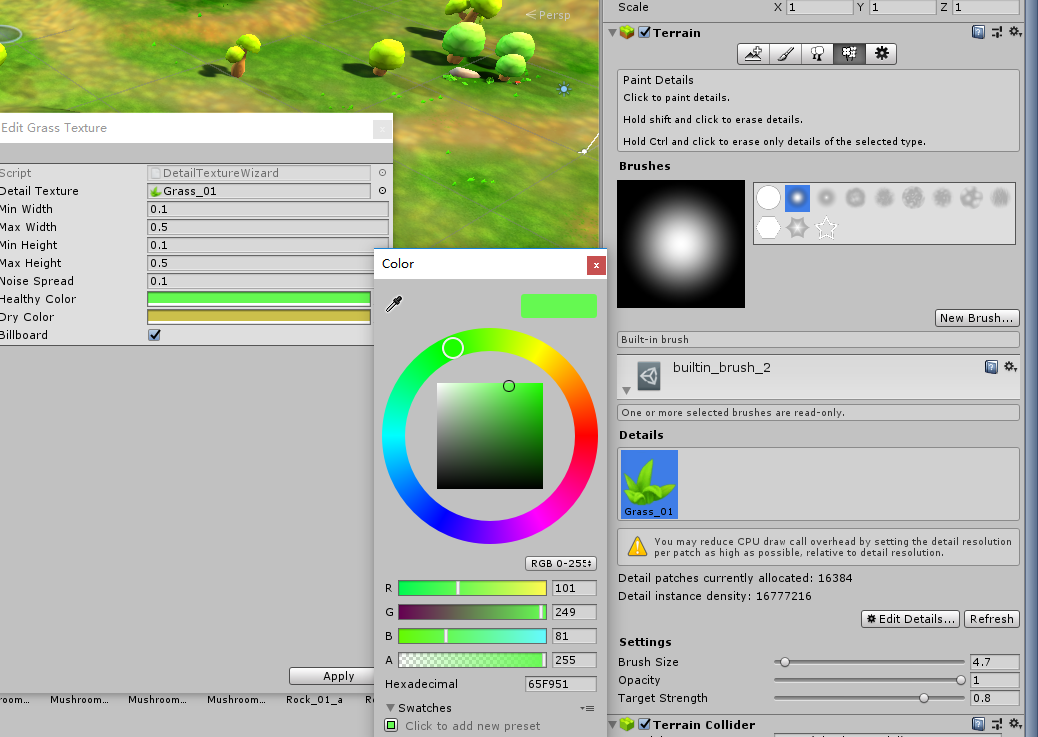 Scale X 1 Y 1 Z 1
Persp
Terrain
Paint Details
Click to paint details.
Hold shift and click to erase details.
Hold Ctrl and click to erase only details of the selected type.
Brushes
New Brush...
Built-in brush
builtin_brush_2
One or more selected brushes are read-only.
Details
Grass_01
You may reduce CPU draw call overhead by setting the detail resolution
per patch as high as possible, relative to detail resolution.
Detail patches currently allocated: 16384
Detail instance density: 16777216
Edit Details... Refresh
Settings
Brush Size 4.7
Opacity 1
Target Strength 0.8
Terrain Collider
Edit Grass Texture
Script DetailTextureWizard
Detail Texture Grass_01
Min Width 0.1
Max Width 0.5
Min Height 0.1
Max Height 0.5
Noise Spread 0.1
Healthy Color
Dry Color
Billboard
Apply
Color
RGB 0-255
R 101
G 249
B 81
A 255
Hexadecimal 65F951
Swatches
Click to add new preset
Mushroom... Mushroom... Mushroom... Rock_01_a